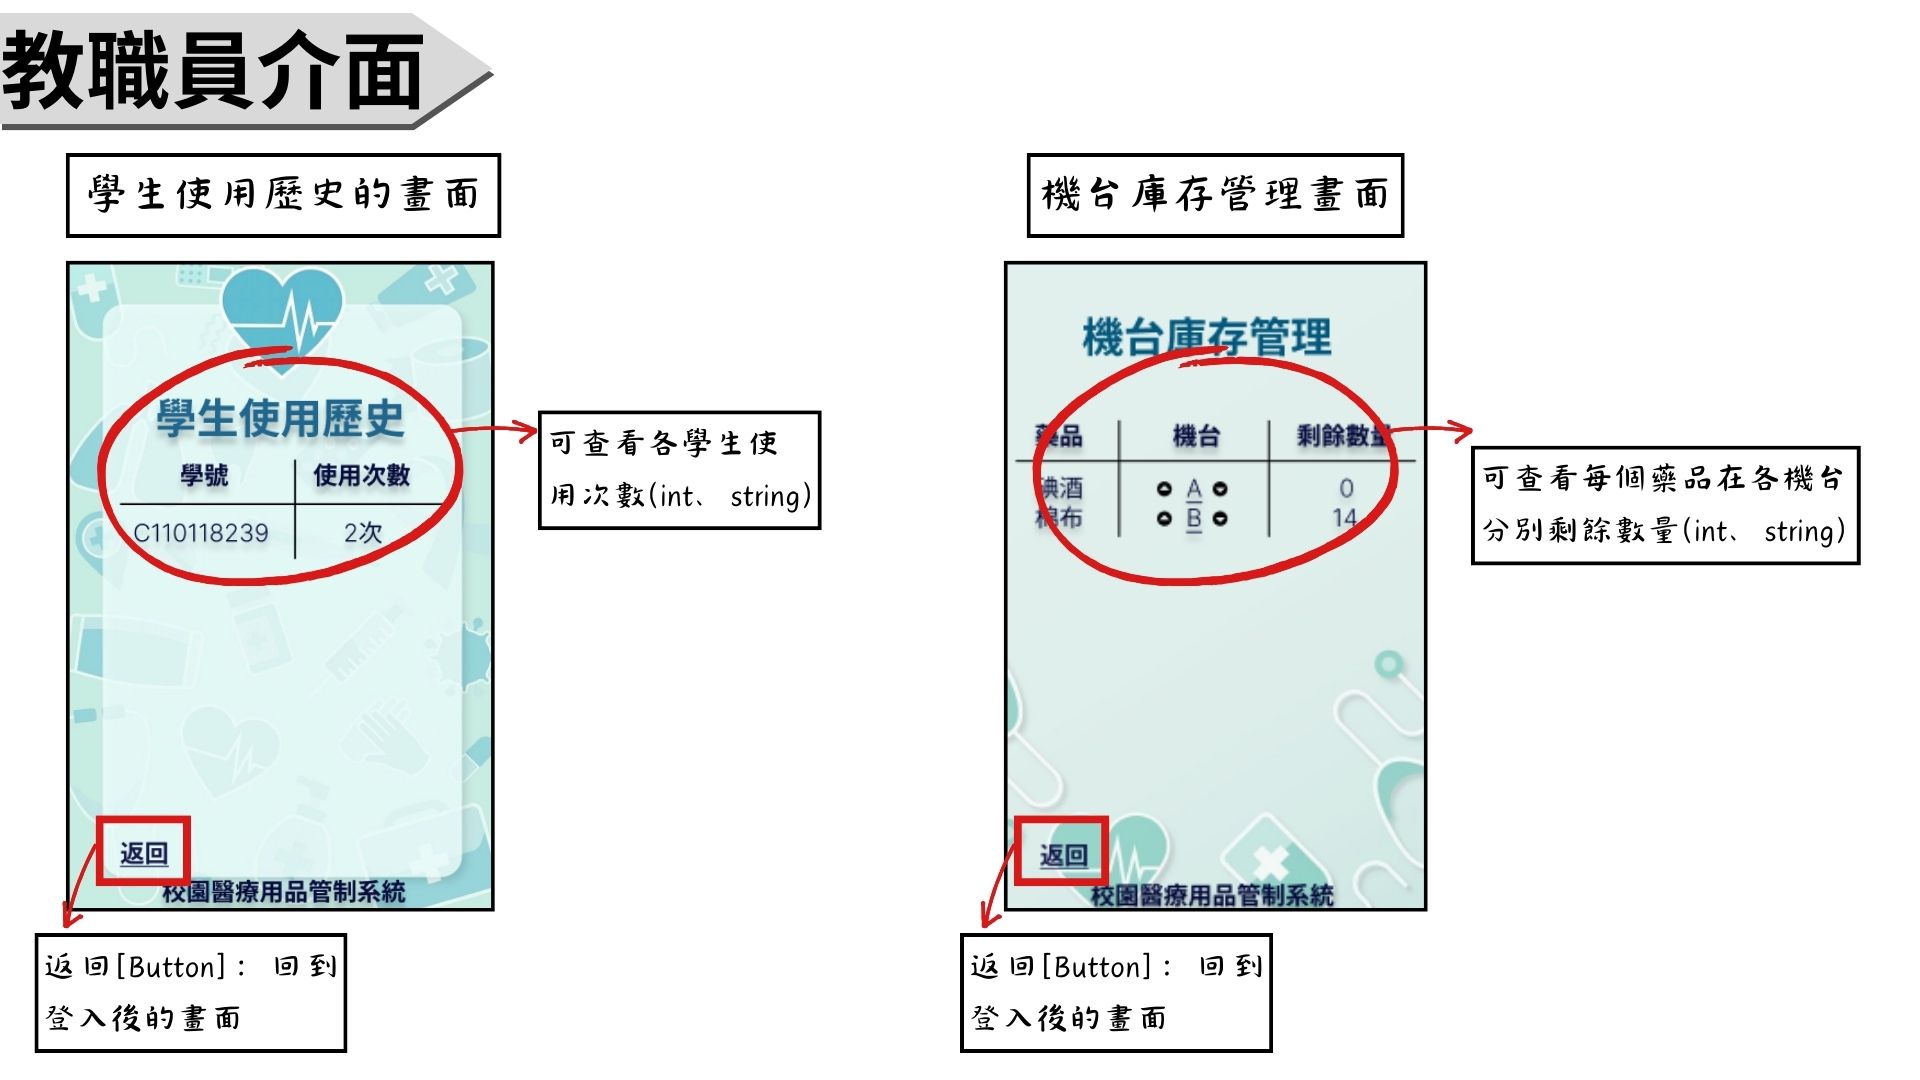 教職員介面
學生使用歷史的畫面
學生使用歷史
學號 使用次數
C110118239 2次
返回
校園醫療用品管制系統
可查看各學生使
用次數(int、 string)
返回[Button]： 回到
登入後的畫面
機台庫存管理畫面
機台庫存管理
藥品 機台 剩餘數量
碘酒 A 0
棉布 B 14
返回
校園醫療用品管制系統
可查看每個藥品在各機台
分別剩餘數量(int、 string)
返回[Button]： 回到
登入後的畫面